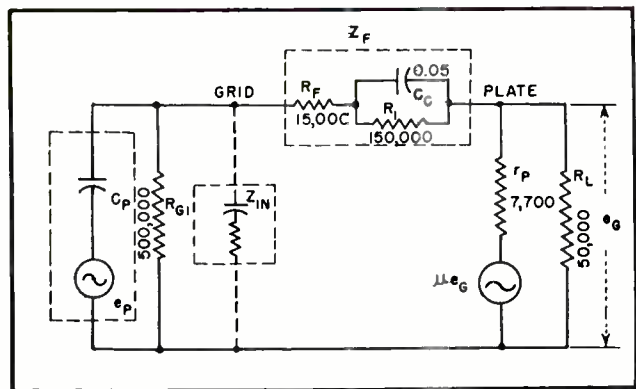 Z_F
GRID
R_F
15,00C
0.05
C_C
R_1
150,000
PLATE
C_P
e_P
500,000
R_G1
Z_IN
r_P
7,700
μe_G
R_L
50,000
e_G